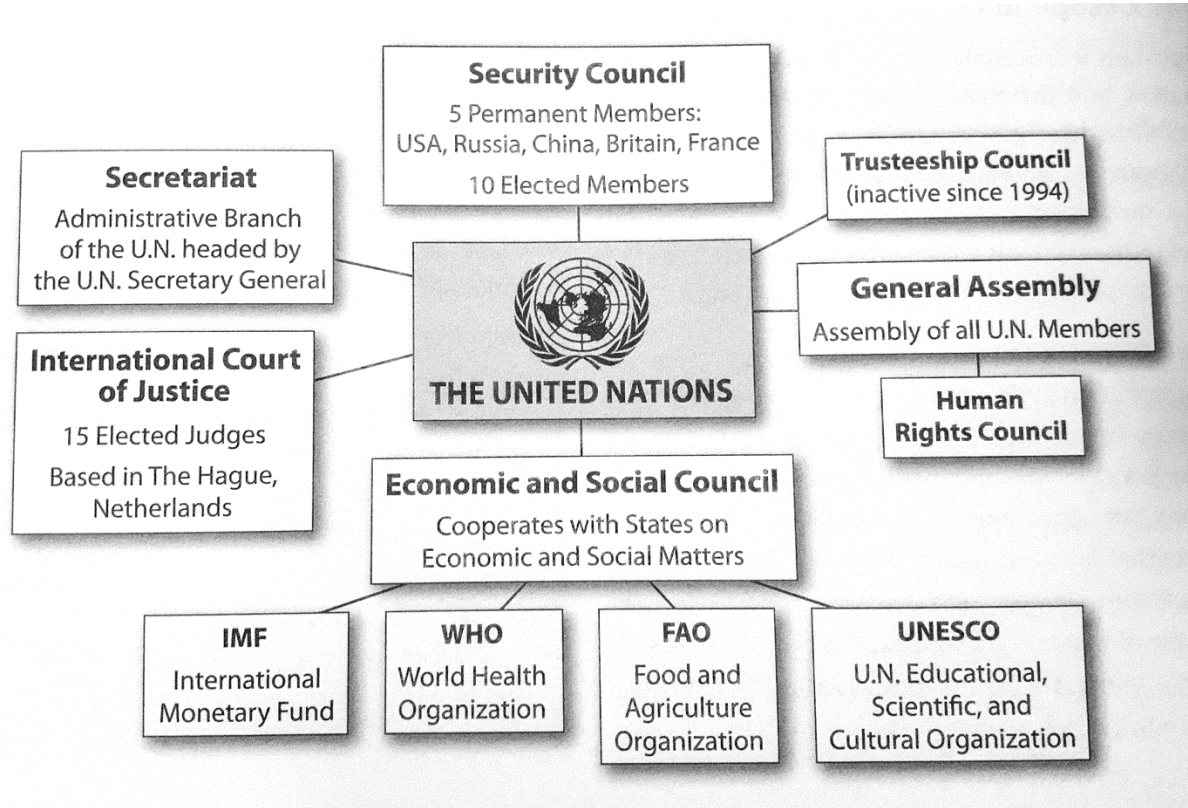 Security Council
5 Permanent Members:
USA, Russia, China, Britain, France
10 Elected Members
Secretariat
Administrative Branch
of the U.N. headed by
the U.N. Secretary General
Trusteeship Council
(inactive since 1994)
THE UNITED NATIONS
General Assembly
Assembly of all U.N. Members
Human
Rights Council
International Court
of Justice
15 Elected Judges
Based in The Hague,
Netherlands
Economic and Social Council
Cooperates with States on
Economic and Social Matters
IMF
International
Monetary Fund
WHO
World Health
Organization
FAO
Food and
Agriculture
Organization
UNESCO
U.N. Educational,
Scientific, and
Cultural Organization